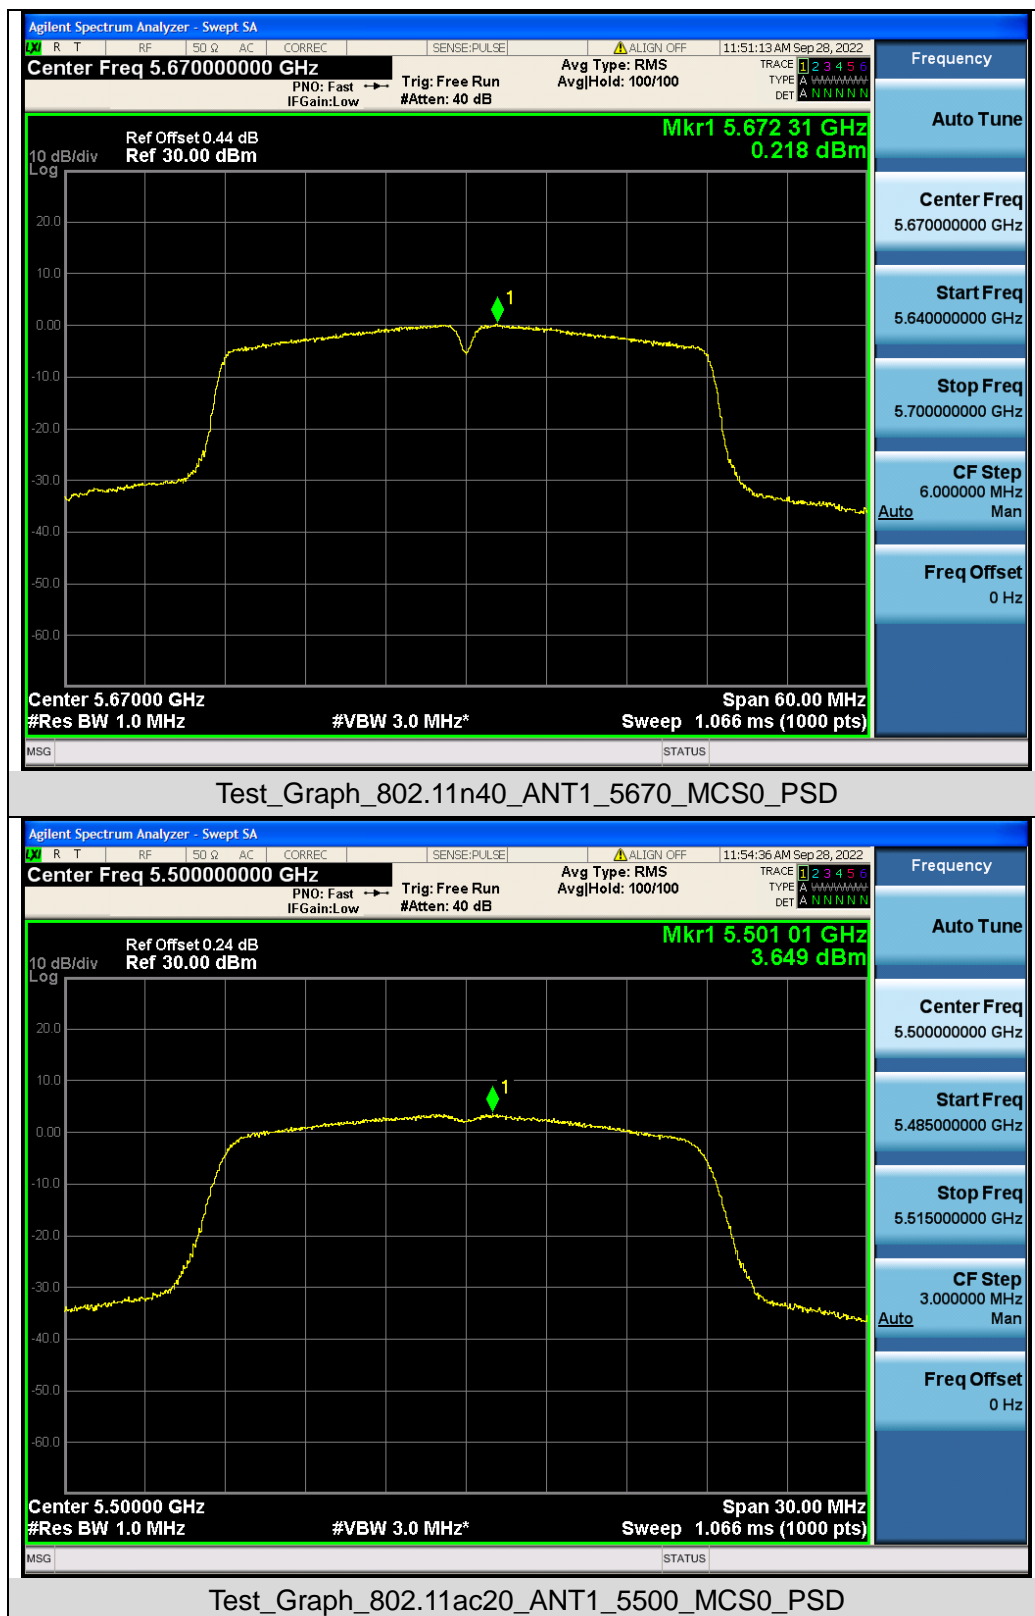 Agilent Spectrum Analyzer - Swept SA
LXI R T RF 50 Ω AC CORREC SENSE:PULSE ALIGN OFF 11:51:13 AM Sep 28, 2022
Center Freq 5.670000000 GHz
Avg Type: RMS
TRACE 1 2 3 4 5 6
PNO: Fast Trig: Free Run Avg|Hold: 100/100
TYPE A WWWWW
IFGain:Low #Atten: 40 dB
DET A N N N N N
Frequency
Auto Tune
Center Freq
5.670000000 GHz
Start Freq
5.640000000 GHz
Stop Freq
5.700000000 GHz
CF Step
6.000000 MHz
Auto Man
Freq Offset
0 Hz
Mkr1 5.672 31 GHz
0.218 dBm
Ref Offset 0.44 dB
10 dB/div Ref 30.00 dBm
Log
20.0
10.0
1
0.00
-10.0
-20.0
-30.0
-40.0
-50.0
-60.0
Center 5.67000 GHz Span 60.00 MHz
#Res BW 1.0 MHz #VBW 3.0 MHz* Sweep 1.066 ms (1000 pts)
MSG STATUS
Test_Graph_802.11n40_ANT1_5670_MCS0_PSD
Agilent Spectrum Analyzer - Swept SA
LXI R T RF 50 Ω AC CORREC SENSE:PULSE ALIGN OFF 11:54:36 AM Sep 28, 2022
Center Freq 5.500000000 GHz
Avg Type: RMS
TRACE 1 2 3 4 5 6
PNO: Fast Trig: Free Run Avg|Hold: 100/100
TYPE A WWWWW
IFGain:Low #Atten: 40 dB
DET A N N N N N
Frequency
Auto Tune
Center Freq
5.500000000 GHz
Start Freq
5.485000000 GHz
Stop Freq
5.515000000 GHz
CF Step
3.000000 MHz
Auto Man
Freq Offset
0 Hz
Mkr1 5.501 01 GHz
3.649 dBm
Ref Offset 0.24 dB
10 dB/div Ref 30.00 dBm
Log
20.0
10.0
1
0.00
-10.0
-20.0
-30.0
-40.0
-50.0
-60.0
Center 5.50000 GHz Span 30.00 MHz
#Res BW 1.0 MHz #VBW 3.0 MHz* Sweep 1.066 ms (1000 pts)
MSG STATUS
Test_Graph_802.11ac20_ANT1_5500_MCS0_PSD